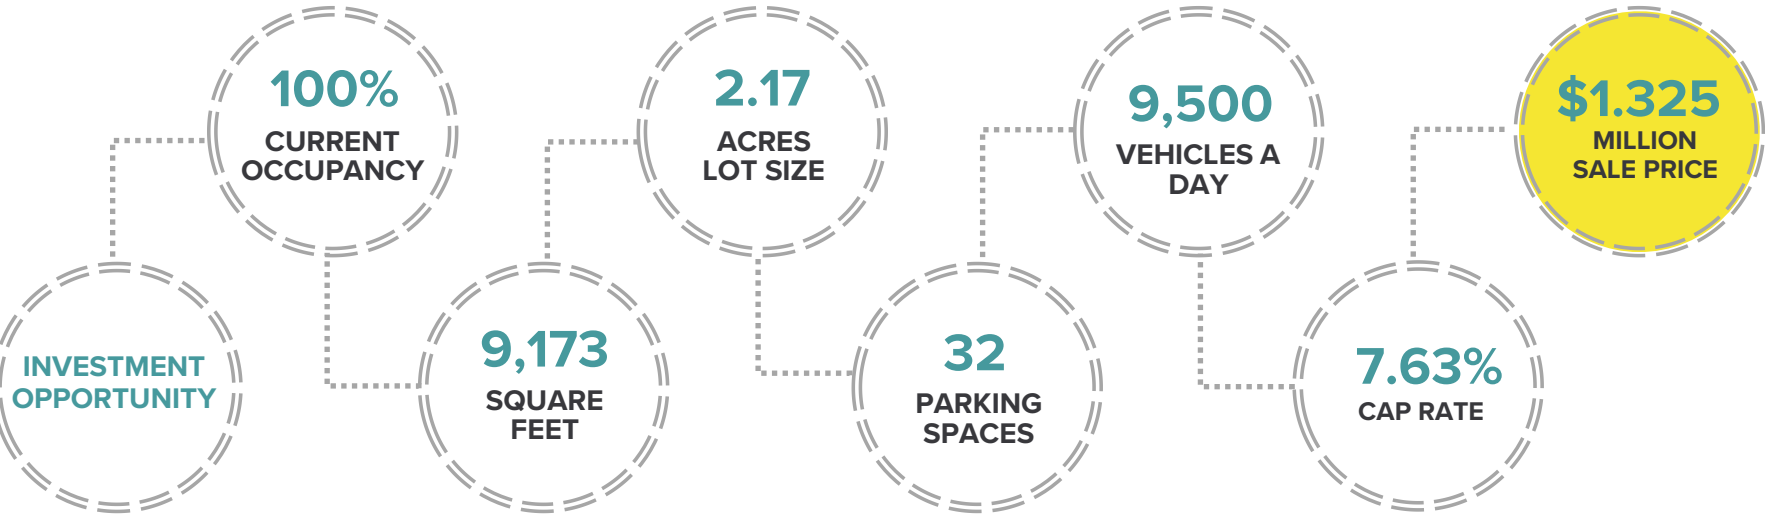 INVESTMENT
OPPORTUNITY
100%
CURRENT
OCCUPANCY
9,173
SQUARE
FEET
2.17
ACRES
LOT SIZE
32
PARKING
SPACES
9,500
VEHICLES A
DAY
7.63%
CAP RATE
$1.325
MILLION
SALE PRICE